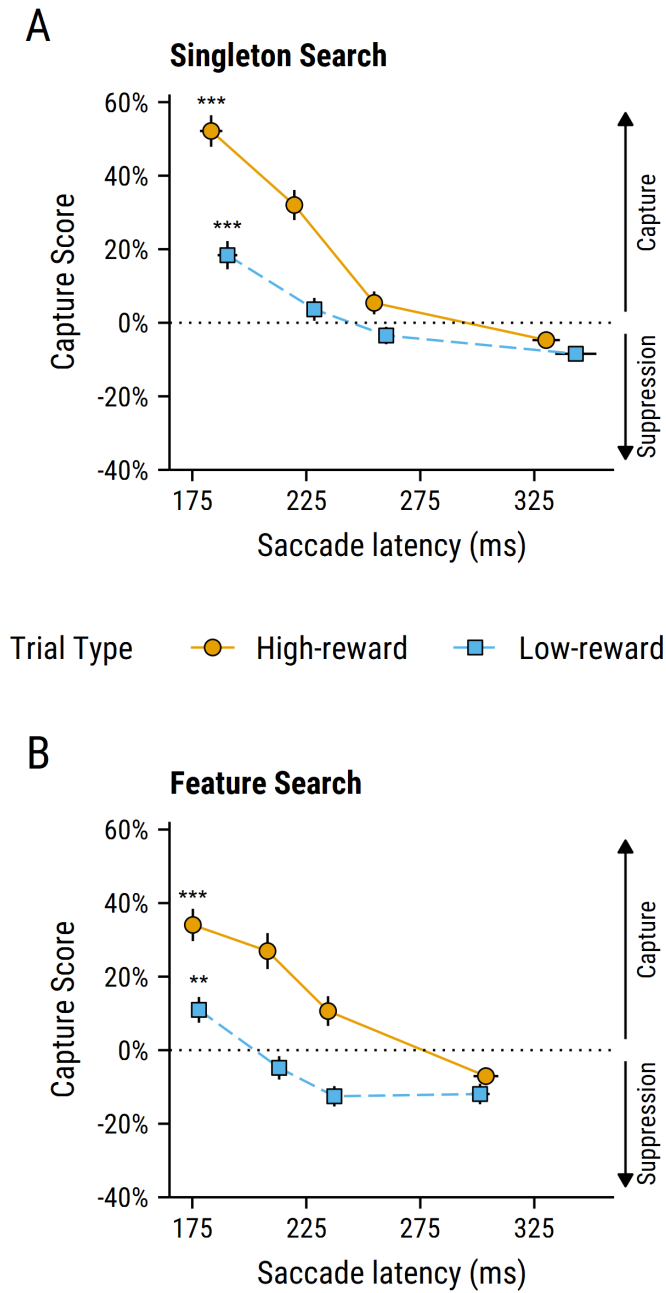 A
Singleton Search
60%
40%
20%
0%
-20%
-40%
Capture Score
***
***
Capture
Suppression
175 225 275 325
Saccade latency (ms)
Trial Type High-reward Low-reward
B
Feature Search
60%
40%
20%
0%
-20%
-40%
Capture Score
***
**
Capture
Suppression
175 225 275 325
Saccade latency (ms)